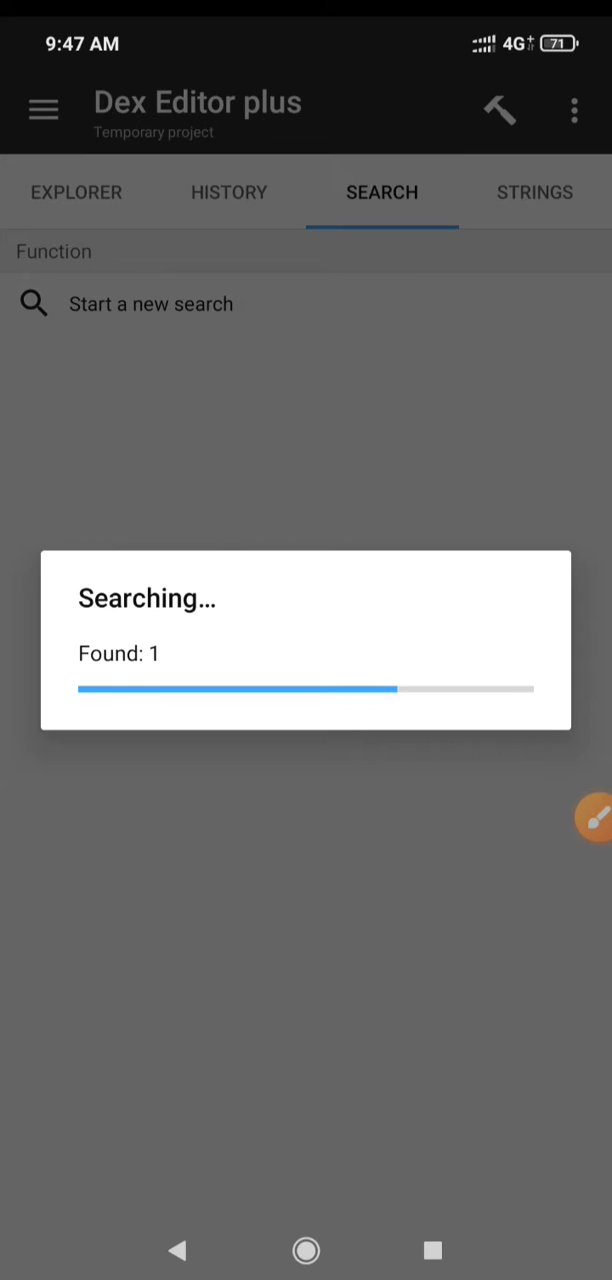 9:47 AM 4G+ 71
Dex Editor plus
Temporary project
EXPLORER HISTORY SEARCH STRINGS
Function
Start a new search
Searching...
Found: 1